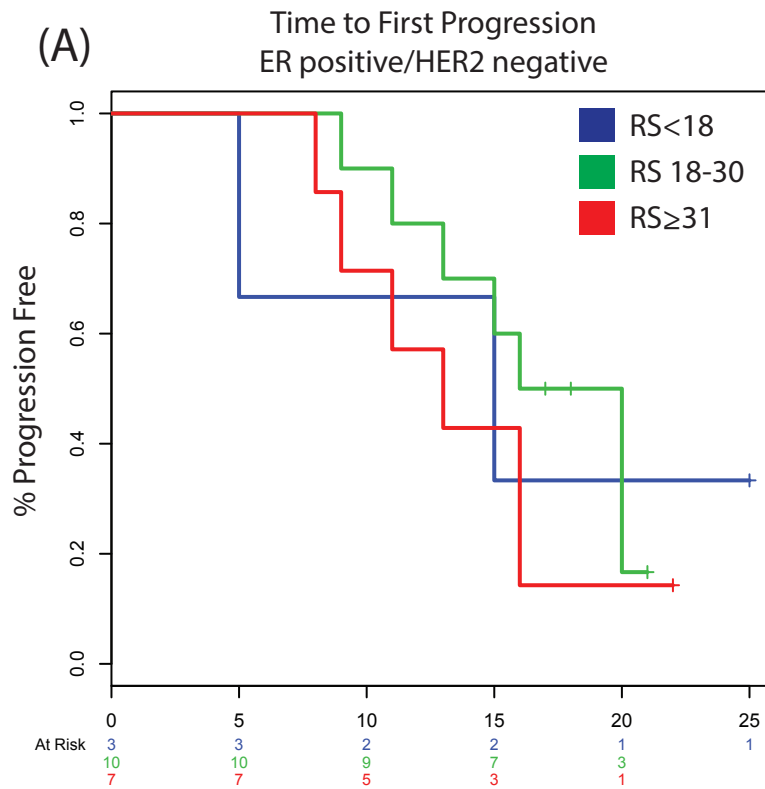 (A)
Time to First Progression
ER positive/HER2 negative
RS<18
RS 18-30
RS≥31
% Progression Free
1.0
0.8
0.6
0.4
0.2
0.0
0 5 10 15 20 25
At Risk 3 3 2 2 1 1
10 10 9 7 3
7 7 5 3 1